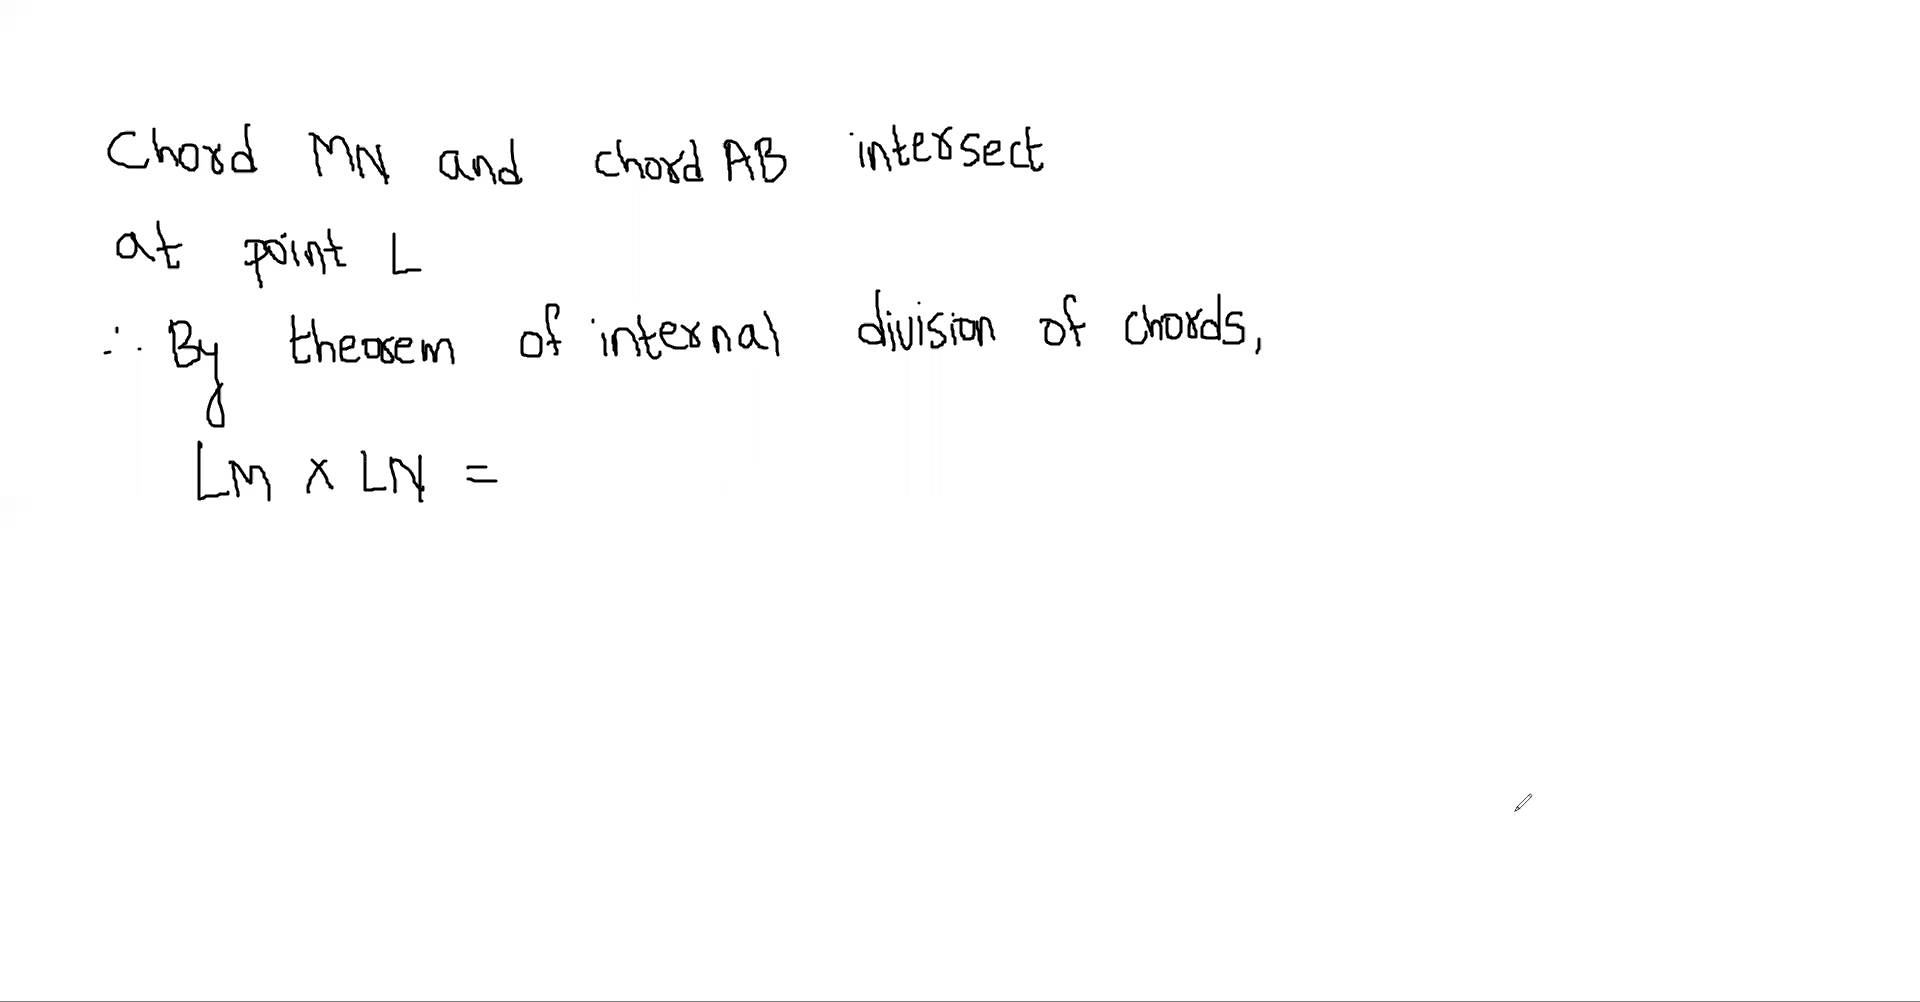 Chord MN and chord AB intersect
at point L
∴ By theorem of internal division of chords,
LM × LN =